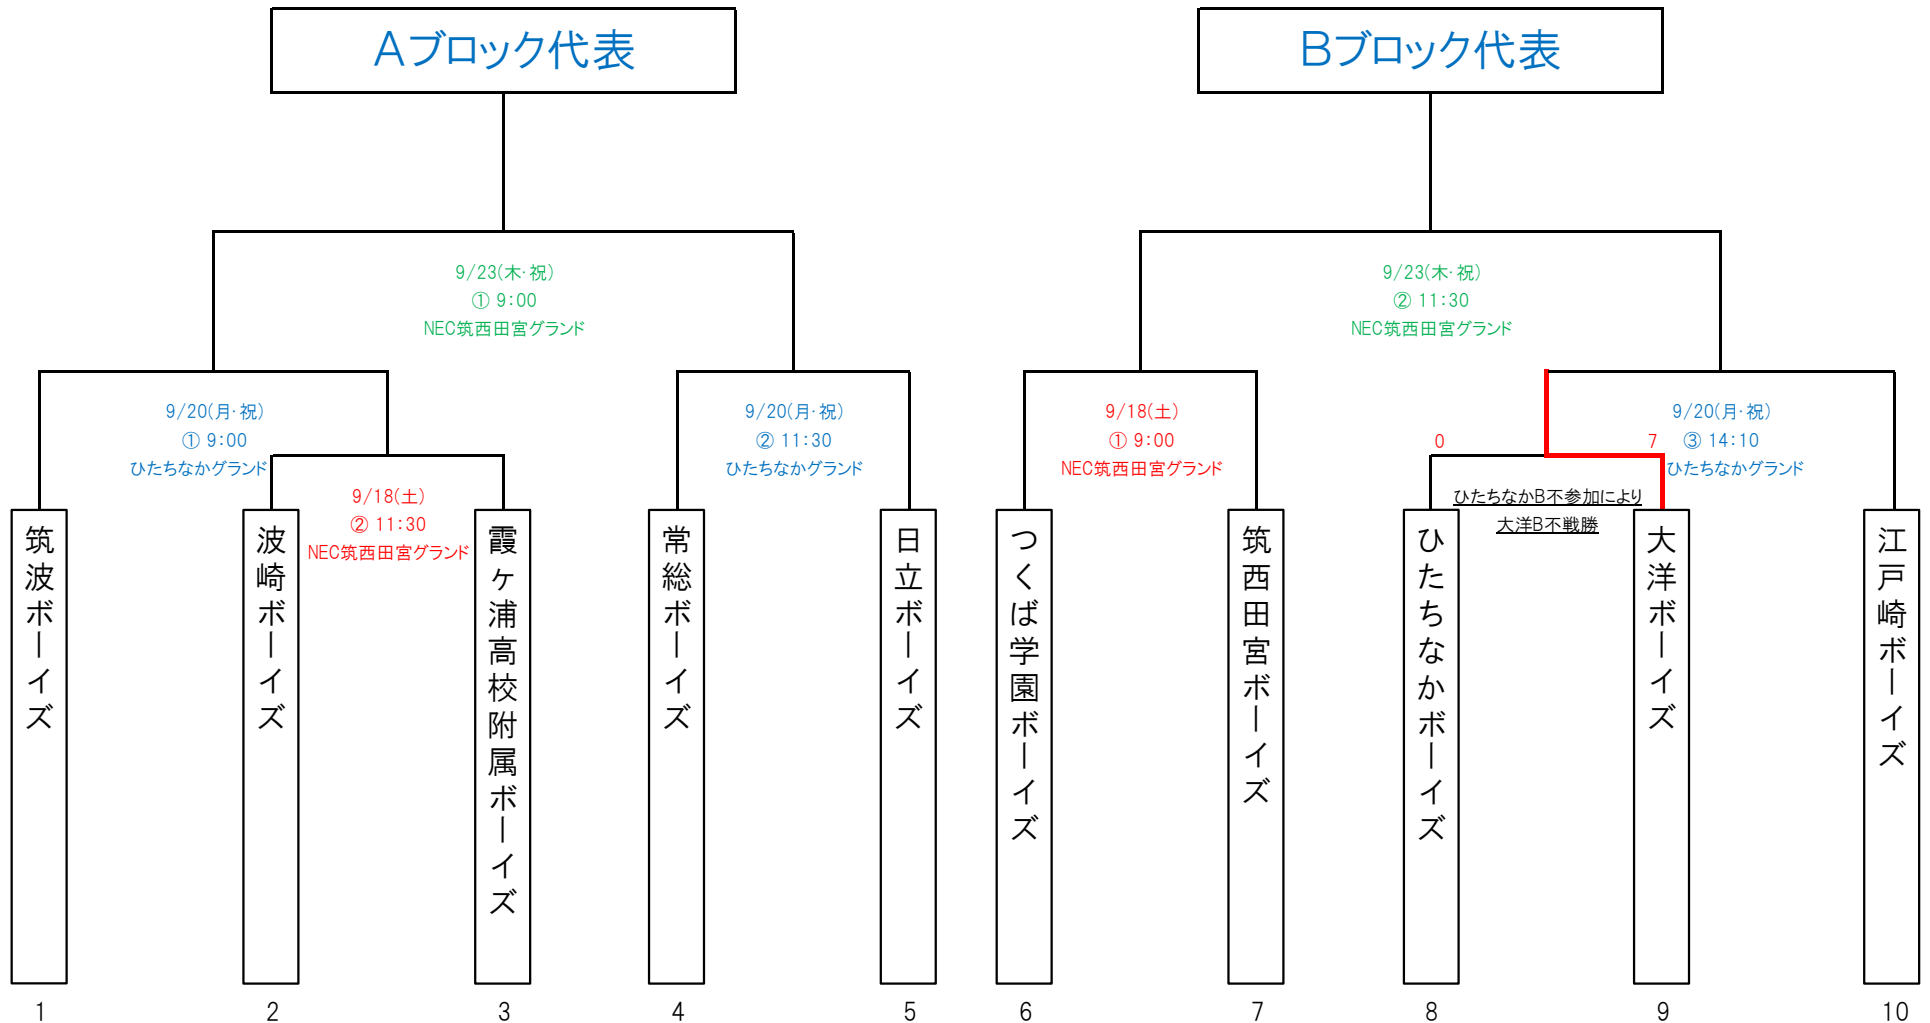 Aブロック代表
Bブロック代表
9/23(木・祝)
① 9:00
NEC筑西田宮グランド
9/23(木・祝)
② 11:30
NEC筑西田宮グランド
9/20(月・祝)
① 9:00
ひたちなかグランド
9/20(月・祝)
② 11:30
ひたちなかグランド
9/18(土)
① 9:00
NEC筑西田宮グランド
0
7
9/20(月・祝)
③ 14:10
ひたちなかグランド
9/18(土)
② 11:30
NEC筑西田宮グランド
ひたちなかB不参加により
大洋B不戦勝
筑波ボーイズ
波崎ボーイズ
霞ヶ浦高校附属ボーイズ
常総ボーイズ
日立ボーイズ
つくば学園ボーイズ
筑西田宮ボーイズ
ひたちなかボーイズ
大洋ボーイズ
江戸崎ボーイズ
1 2 3 4 5 6 7 8 9 10